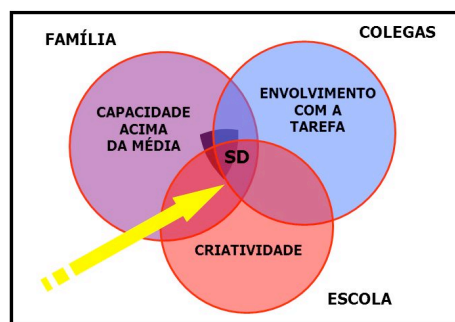 FAMÍLIA
COLEGAS
CAPACIDADE
ACIMA
DA MÉDIA
ENVOLVIMENTO
COM A
TAREFA
SD
CRIATIVIDADE
ESCOLA